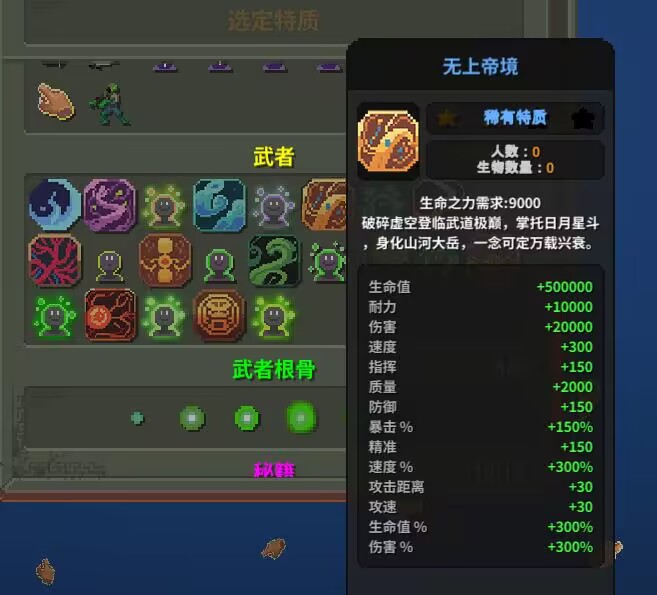 选定特质
武者
武者根骨
秘籍
无上帝境
稀有特质
人数：0
生物数量：0
生命之力需求:9000
破碎虚空登临武道极巅，掌托日月星斗
，身化山河大岳，一念可定万载兴衰。
生命值 +500000
耐力 +10000
伤害 +20000
速度 +300
指挥 +150
质量 +2000
防御 +150
暴击 % +150%
精准 +150
速度 % +300%
攻击距离 +30
攻速 +30
生命值 % +300%
伤害 % +300%